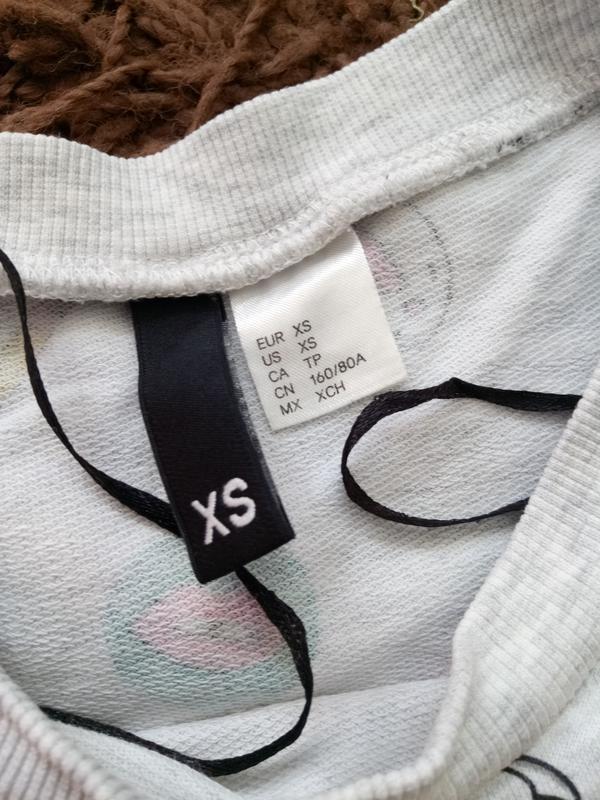 EUR XS
US XS
CA TP
CN 160/80A
MX XCH
XS